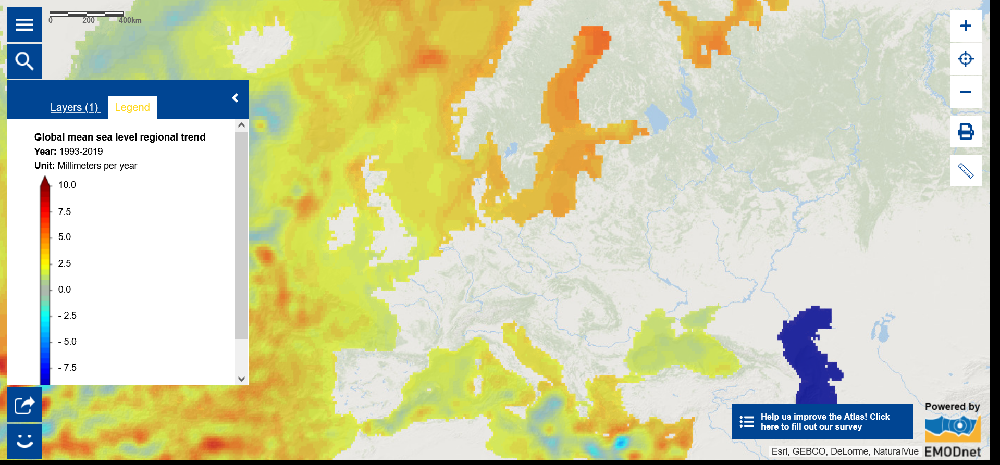 0 200 400km
Layers (1) Legend
Global mean sea level regional trend
Year: 1993-2019
Unit: Millimeters per year
10.0
7.5
5.0
2.5
0.0
- 2.5
- 5.0
- 7.5
Help us improve the Atlas! Click
here to fill out our survey
Powered by
EMODnet
Esri, GEBCO, DeLorme, NaturalVue